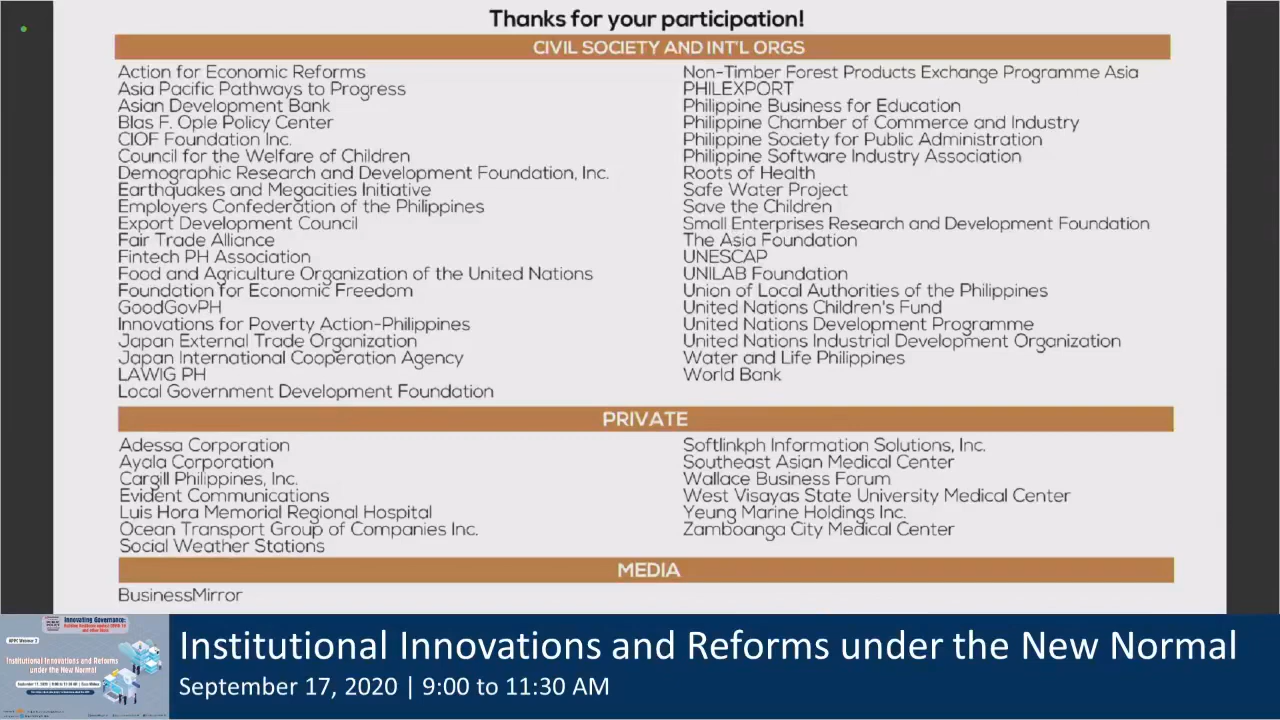 Thanks for your participation!
CIVIL SOCIETY AND INT'L ORGS
Action for Economic Reforms
Asia Pacific Pathways to Progress
Asian Development Bank
Blas F. Ople Policy Center
CIOF Foundation Inc.
Council for the Welfare of Children
Demographic Research and Development Foundation, Inc.
Earthquakes and Megacities Initiative
Employers Confederation of the Philippines
Export Development Council
Fair Trade Alliance
Fintech PH Association
Food and Agriculture Organization of the United Nations
Foundation for Economic Freedom
GoodGovPH
Innovations for Poverty Action-Philippines
Japan External Trade Organization
Japan International Cooperation Agency
LAWIG PH
Local Government Development Foundation
Non-Timber Forest Products Exchange Programme Asia
PHILEXPORT
Philippine Business for Education
Philippine Chamber of Commerce and Industry
Philippine Society for Public Administration
Philippine Software Industry Association
Roots of Health
Safe Water Project
Save the Children
Small Enterprises Research and Development Foundation
The Asia Foundation
UNESCAP
UNILAB Foundation
Union of Local Authorities of the Philippines
United Nations Children's Fund
United Nations Development Programme
United Nations Industrial Development Organization
Water and Life Philippines
World Bank
PRIVATE
Adessa Corporation
Ayala Corporation
Cargill Philippines, Inc.
Evident Communications
Luis Hora Memorial Regional Hospital
Ocean Transport Group of Companies Inc.
Social Weather Stations
Softlinkph Information Solutions, Inc.
Southeast Asian Medical Center
Wallace Business Forum
West Visayas State University Medical Center
Yeung Marine Holdings Inc.
Zamboanga City Medical Center
MEDIA
BusinessMirror
Innovating Governance:
Institutional Innovations and Reforms
under the New Normal
Institutional Innovations and Reforms under the New Normal
September 17, 2020 | 9:00 to 11:30 AM